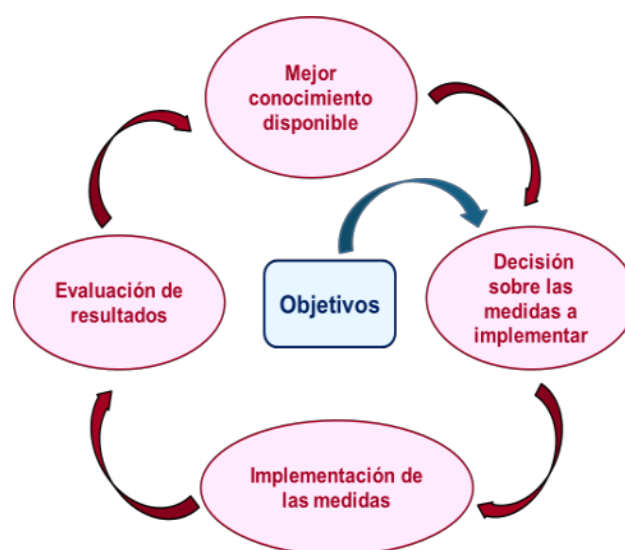 Mejor
conocimiento
disponible
Decisión
sobre las
medidas a
implementar
Objetivos
Evaluación de
resultados
Implementación de
las medidas